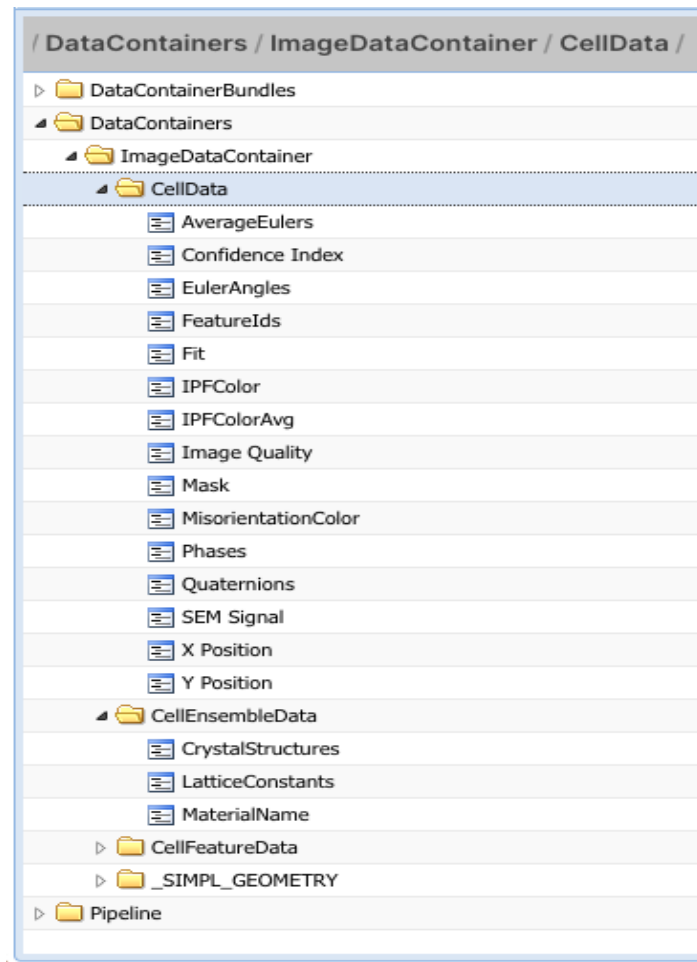 / DataContainers / ImageDataContainer / CellData /
DataContainerBundles
DataContainers
ImageDataContainer
CellData
AverageEulers
Confidence Index
EulerAngles
FeatureIds
Fit
IPFColor
IPFColorAvg
Image Quality
Mask
MisorientationColor
Phases
Quaternions
SEM Signal
X Position
Y Position
CellEnsembleData
CrystalStructures
LatticeConstants
MaterialName
CellFeatureData
_SIMPL_GEOMETRY
Pipeline